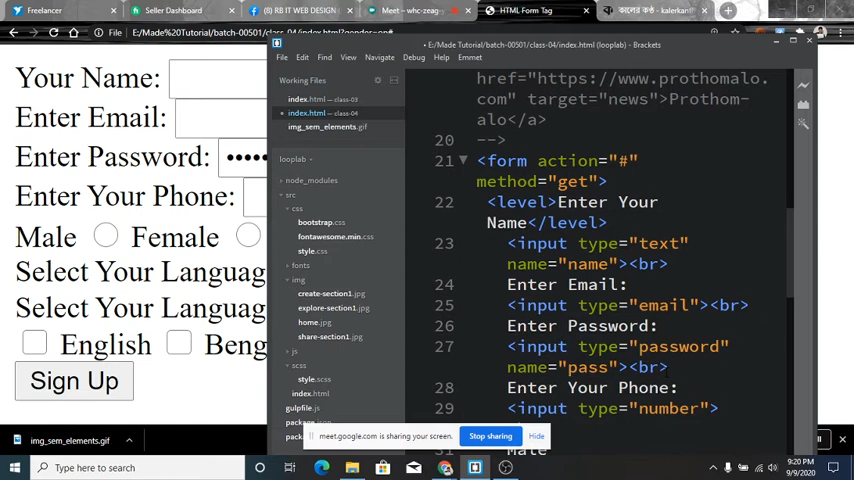 Freelancer
Seller Dashboard
(8) RB IT WEB DESIGN
Meet – whc-zeag-
HTML Form Tag
কালের কণ্ঠ - kalerkant
File
E:/Made%20Tutorial/batch-00501/class-04/index.html?gender=on#
• E:/Made Tutorial/batch-00501/class-04/index.html (looplab) - Brackets
File Edit Find View Navigate Debug Help Emmet
Your Name:
Enter Email:
Enter Password: •••••
Enter Your Phone:
Male Female
Select Your Languag
Select Your Languag
English Beng
Sign Up
Working Files
index.html — class-03
index.html — class-04
img_sem_elements.gif
looplab
node_modules
src
css
bootstrap.css
fontawesome.min.css
style.css
fonts
img
create-section1.jpg
explore-section1.jpg
home.jpg
share-section1.jpg
js
scss
style.scss
index.html
gulpfile.js
package.
packa
href="https://www.prothomalo.
com" target="news">Prothom-
alo</a>
20 -->
21 <form action="#"
method="get">
22 <level>Enter Your
Name</level>
23 <input type="text"
name="name"><br>
24 Enter Email:
25 <input type="email"><br>
26 Enter Password:
27 <input type="password"
name="pass"><br>
28 Enter Your Phone:
29 <input type="number">
31 Male
meet.google.com is sharing your screen. Stop sharing Hide
img_sem_elements.gif
Type here to search
9:20 PM
9/9/2020